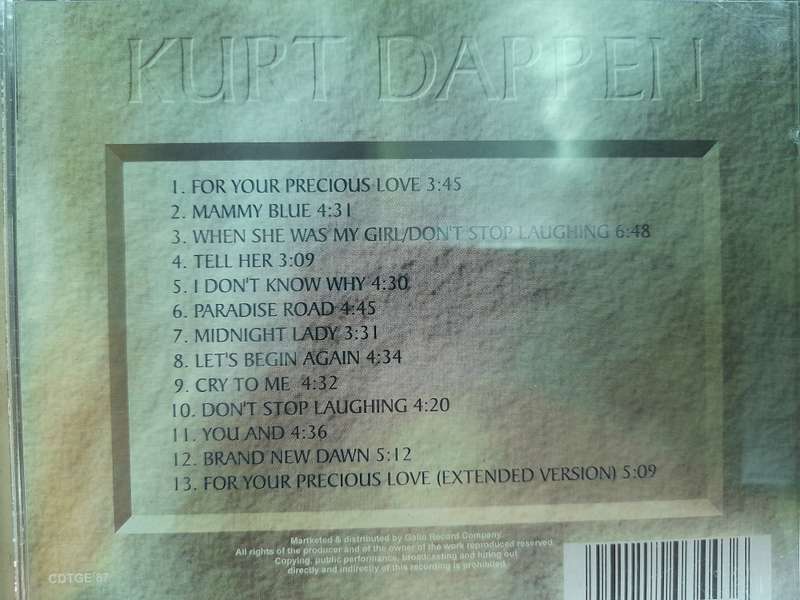 KURT DARREN
1. FOR YOUR PRECIOUS LOVE 3:45
2. MAMMY BLUE 4:31
3. WHEN SHE WAS MY GIRL/DON'T STOP LAUGHING 6:48
4. TELL HER 3:09
5. I DON'T KNOW WHY 4:30
6. PARADISE ROAD 4:45
7. MIDNIGHT LADY 3:31
8. LET'S BEGIN AGAIN 4:34
9. CRY TO ME 4:32
10. DON'T STOP LAUGHING 4:20
11. YOU AND 4:36
12. BRAND NEW DAWN 5:12
13. FOR YOUR PRECIOUS LOVE (EXTENDED VERSION) 5:09
Martketed & distributed by Gallo Record Company.
All rights of the producer and of the owner of the work reproduced reserved.
Copying, public performance, broadcasting and hiring out
directly and indirectly of this recording is prohibited.
CDTGE 67